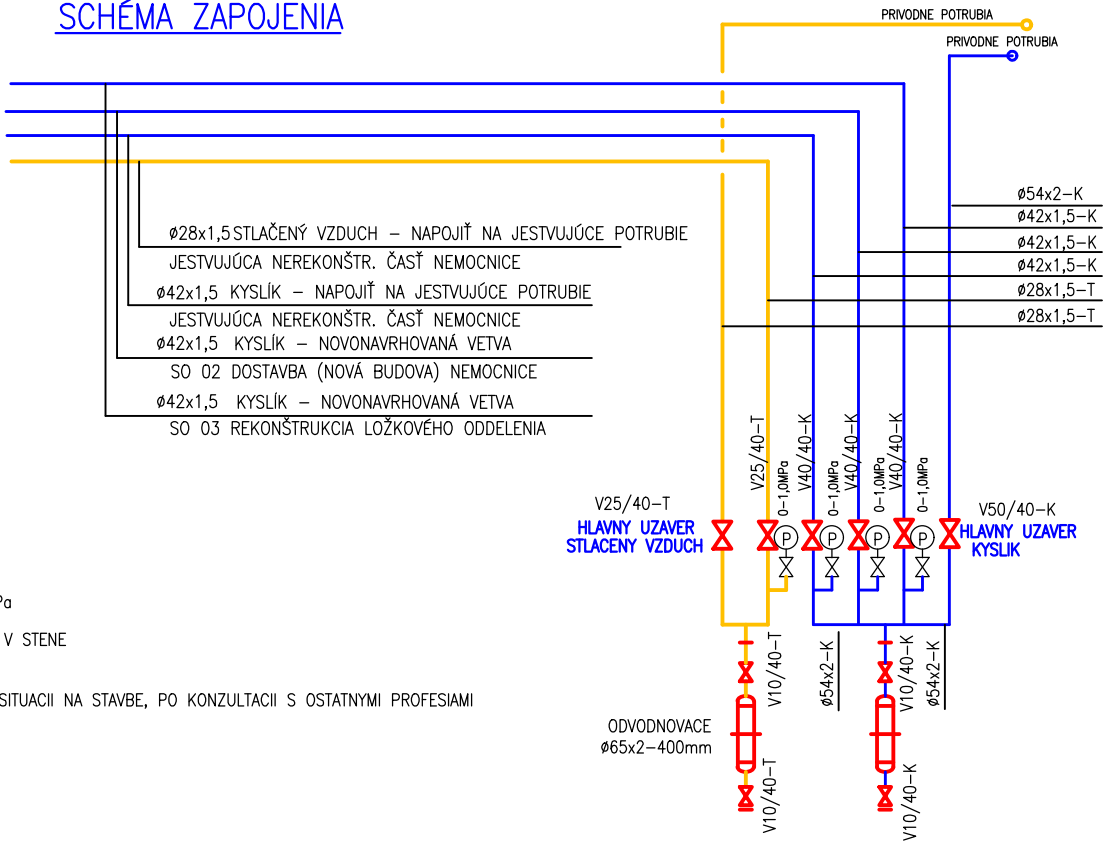 SCHÉMA ZAPOJENIA
PRIVODNE POTRUBIA
PRIVODNE POTRUBIA
ø54x2-K
ø42x1,5-K
ø42x1,5-K
ø42x1,5-K
ø28x1,5-T
ø28x1,5-T
ø28x1,5 STLAČENÝ VZDUCH – NAPOJIŤ NA JESTVUJÚCE POTRUBIE
JESTVUJÚCA NEREKONŠTR. ČASŤ NEMOCNICE
ø42x1,5 KYSLÍK – NAPOJIŤ NA JESTVUJÚCE POTRUBIE
JESTVUJÚCA NEREKONŠTR. ČASŤ NEMOCNICE
ø42x1,5 KYSLÍK – NOVONAVRHOVANÁ VETVA
SO 02 DOSTAVBA (NOVÁ BUDOVA) NEMOCNICE
ø42x1,5 KYSLÍK – NOVONAVRHOVANÁ VETVA
SO 03 REKONŠTRUKCIA LOŽKOVÉHO ODDELENIA
V25/40-T
V40/40-K
V40/40-K
V40/40-K
0-1,0MPa
0-1,0MPa
0-1,0MPa
0-1,0MPa
V25/40-T
HLAVNY UZAVER
STLACENY VZDUCH
P
P
P
P
V50/40-K
HLAVNY UZAVER
KYSLIK
Pa
V STENE
SITUACII NA STAVBE, PO KONZULTACII S OSTATNYMI PROFESIAMI
V10/40-T
ø54x2-K
V10/40-K
ø54x2-K
ODVODNOVACE
ø65x2-400mm
V10/40-T
V10/40-K